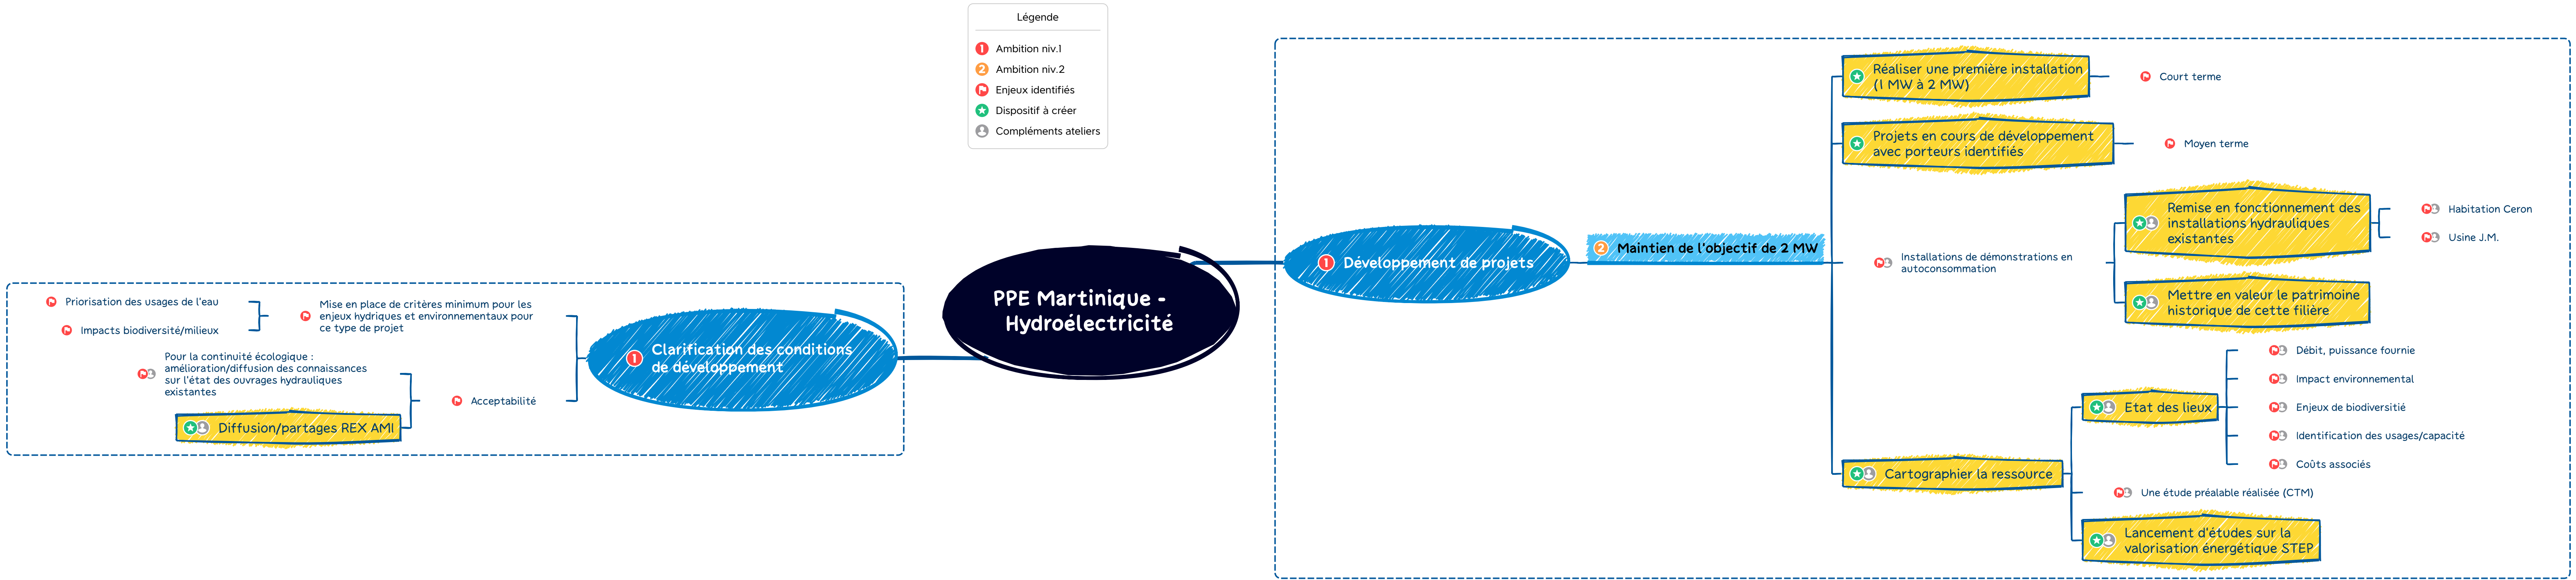 Légende
1 Ambition niv.1
2 Ambition niv.2
Enjeux identifiés
Dispositif à créer
Compléments ateliers
PPE Martinique -
Hydroélectricité
1 Clarification des conditions
de développement
Mise en place de critères minimum pour les
enjeux hydriques et environnementaux pour
ce type de projet
Priorisation des usages de l'eau
Impacts biodiversité/milieux
Acceptabilité
Pour la continuité écologique :
amélioration/diffusion des connaissances
sur l'état des ouvrages hydrauliques
existantes
Diffusion/partages REX AMI
1 Développement de projets
2 Maintien de l'objectif de 2 MW
Réaliser une première installation
(1 MW à 2 MW)
Court terme
Projets en cours de développement
avec porteurs identifiés
Moyen terme
Installations de démonstrations en
autoconsommation
Remise en fonctionnement des
installations hydrauliques
existantes
Habitation Ceron
Usine J.M.
Mettre en valeur le patrimoine
historique de cette filière
Cartographier la ressource
Etat des lieux
Débit, puissance fournie
Impact environmental
Enjeux de biodiversitié
Identification des usages/capacité
Coûts associés
Une étude préalable réalisée (CTM)
Lancement d'études sur la
valorisation énergétique STEP